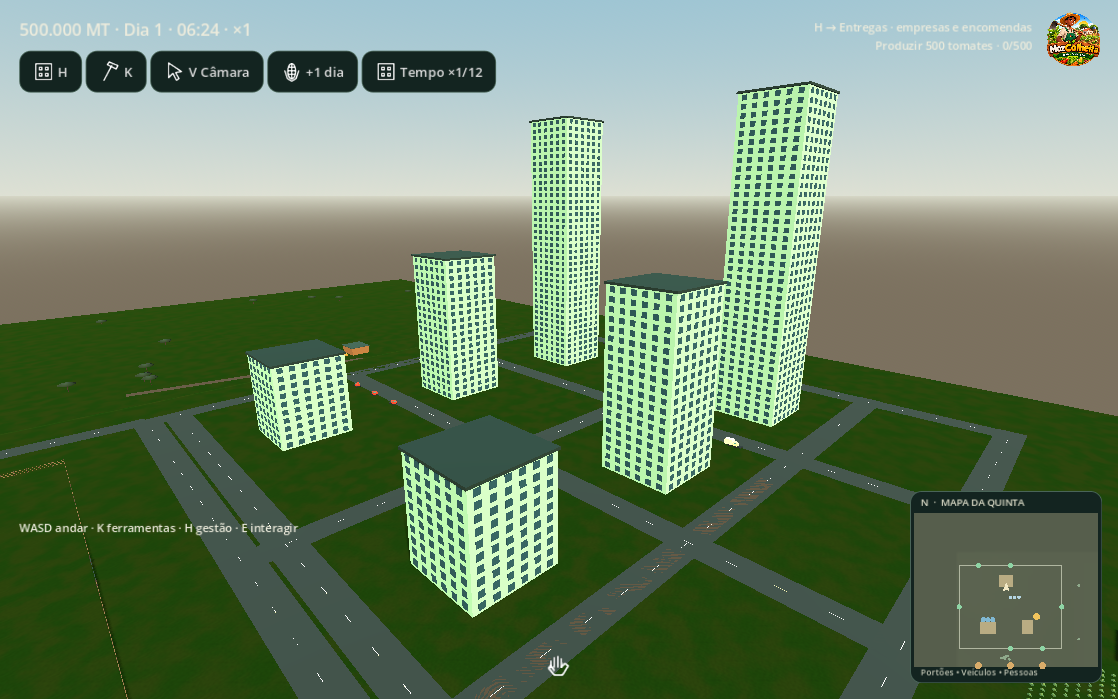 500.000 MT · Dia 1 · 06:24 · ×1
H → Entregas · empresas e encomendas
Produzir 500 tomates · 0/500
MozColheita
H
K
V Câmara
+1 dia
Tempo ×1/12
WASD andar · K ferramentas · H gestão · E interagir
N · MAPA DA QUINTA
Portões • Veículos • Pessoas